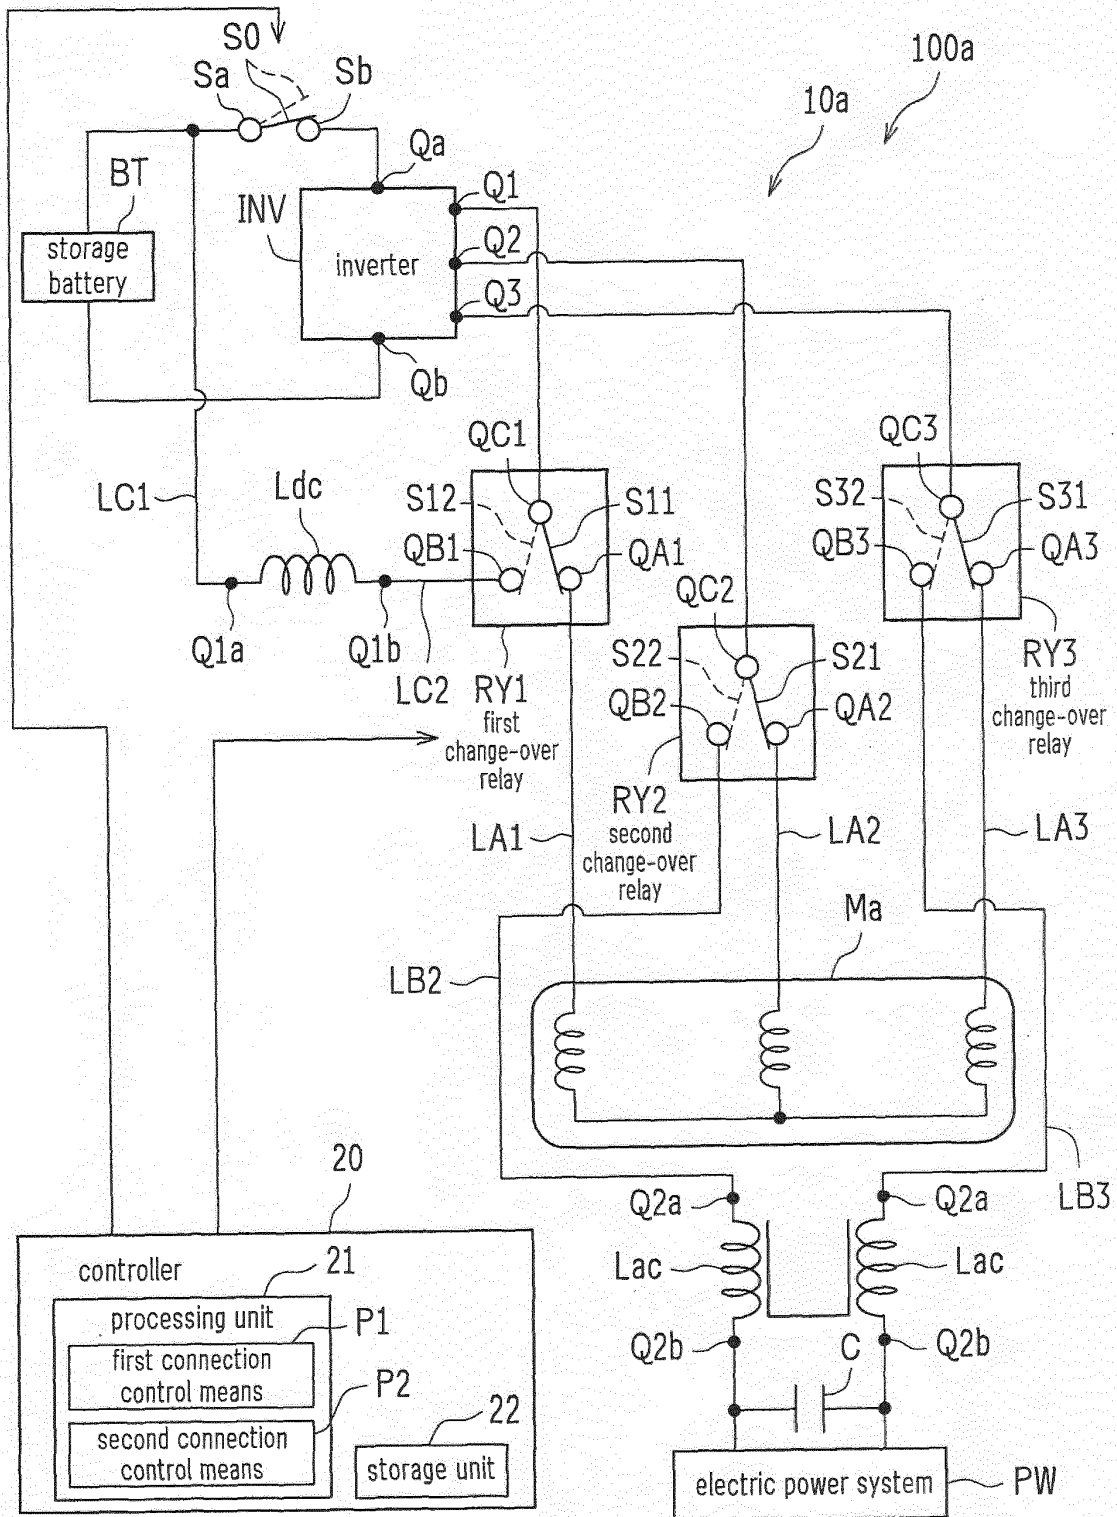 S0
100a
Sa
Sb
10a
Qa
BT
Q1
INV
storage
battery
inverter
Q2
Q3
Qb
QC1
QC3
LC1
Ldc
S12
S11
S32
S31
QB1
QA1
QB3
QA3
QC2
Q1a
Q1b
LC2
RY1
first
change-over
relay
S22
S21
QB2
QA2
RY3
third
change-over
relay
RY2
second
change-over
relay
LA1
LA2
LA3
Ma
LB2
LB3
20
Q2a
Q2a
controller
21
Lac
Lac
processing unit
P1
first connection
control means
P2
Q2b
C
Q2b
second connection
control means
22
storage unit
electric power system
PW